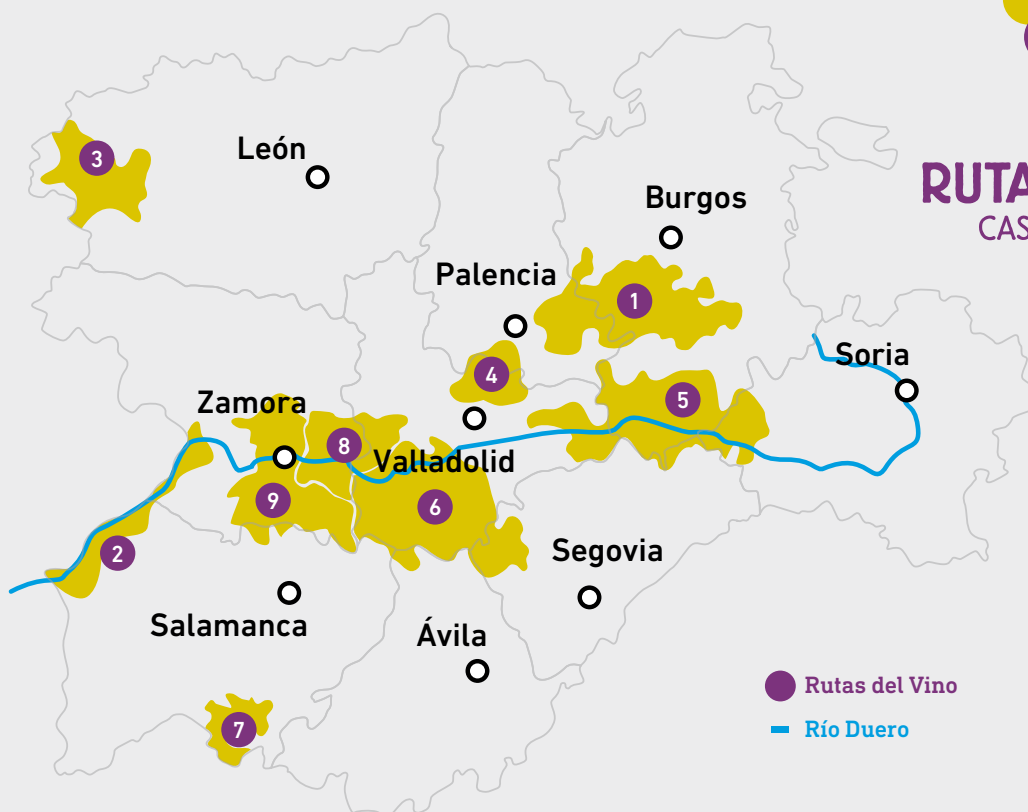 León
3
Burgos
RUTA
CAS
Palencia
1
Soria
4
Zamora
5
8
Valladolid
9
6
2
Segovia
Salamanca
Ávila
Rutas del Vino
7
Río Duero